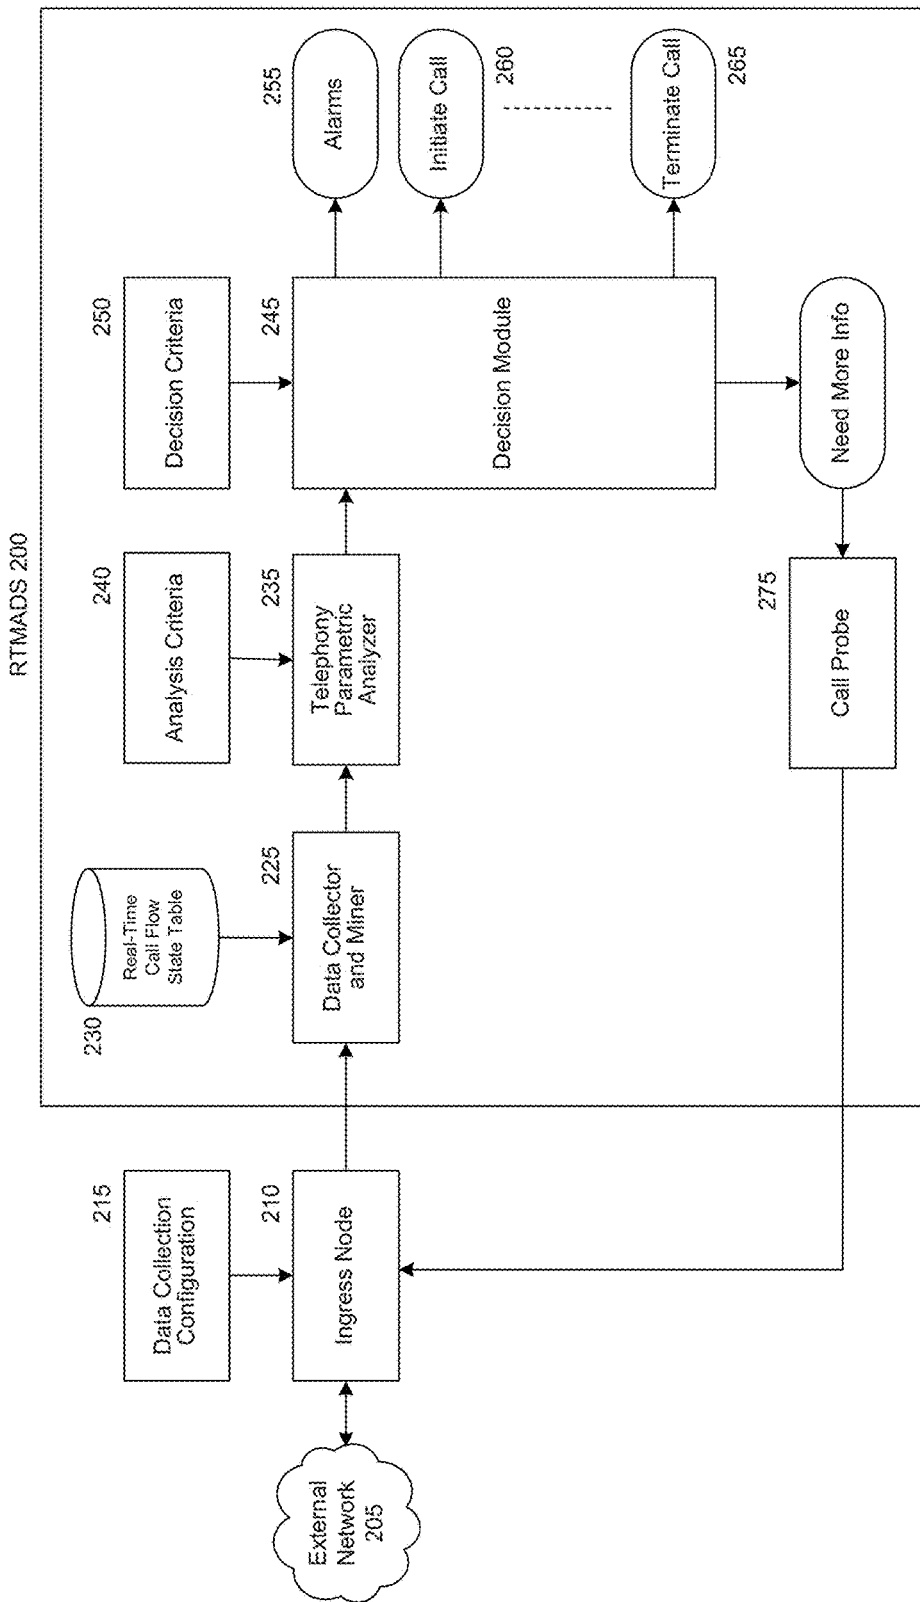 RTMADS 200
215
Data Collection
Configuration
230
Real-Time
Call Flow
State Table
240
Analysis Criteria
250
Decision Criteria
255
Alarms
External
Network
205
210
Ingress Node
225
Data Collector
and Miner
235
Telephony
Parametric
Analyzer
245
Decision Module
Initiate Call
260
Terminate Call
265
275
Call Probe
Need More Info